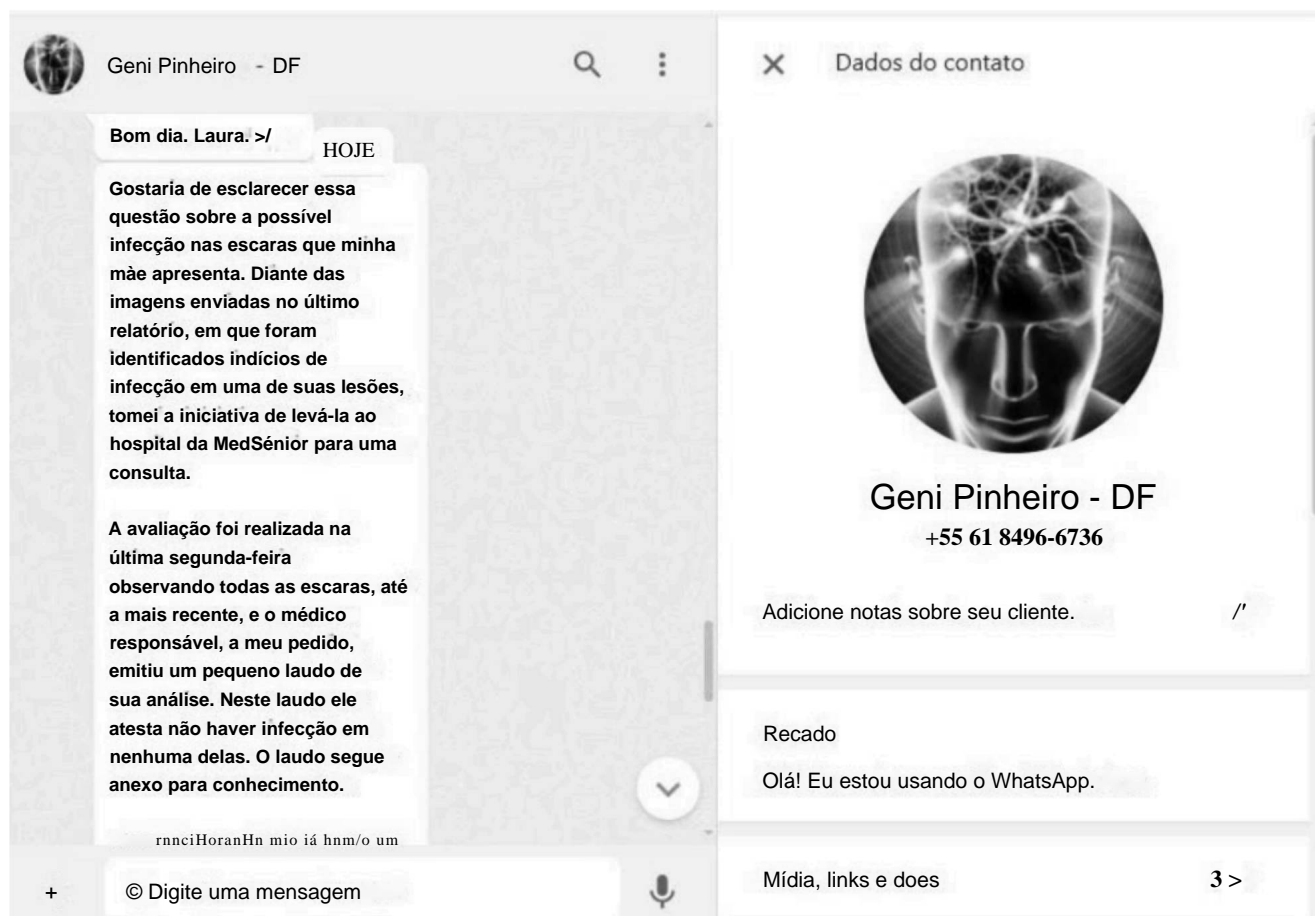 Geni Pinheiro - DF
Bom dia. Laura. >/
HOJE
Gostaria de esclarecer essa
questão sobre a possível
infecção nas escaras que minha
màe apresenta. Diante das
imagens enviadas no último
relatório, em que foram
identificados indícios de
infecção em uma de suas lesões,
tomei a iniciativa de levá-la ao
hospital da MedSénior para uma
consulta.
A avaliação foi realizada na
última segunda-feira
observando todas as escaras, até
a mais recente, e o médico
responsável, a meu pedido,
emitiu um pequeno laudo de
sua análise. Neste laudo ele
atesta não haver infecção em
nenhuma delas. O laudo segue
anexo para conhecimento.
rnnciHoranHn mio iá hnm/o um
+ © Digite uma mensagem
Dados do contato
Geni Pinheiro - DF
+55 61 8496-6736
Adicione notas sobre seu cliente. /'
Recado
Olá! Eu estou usando o WhatsApp.
Mídia, links e does 3 >